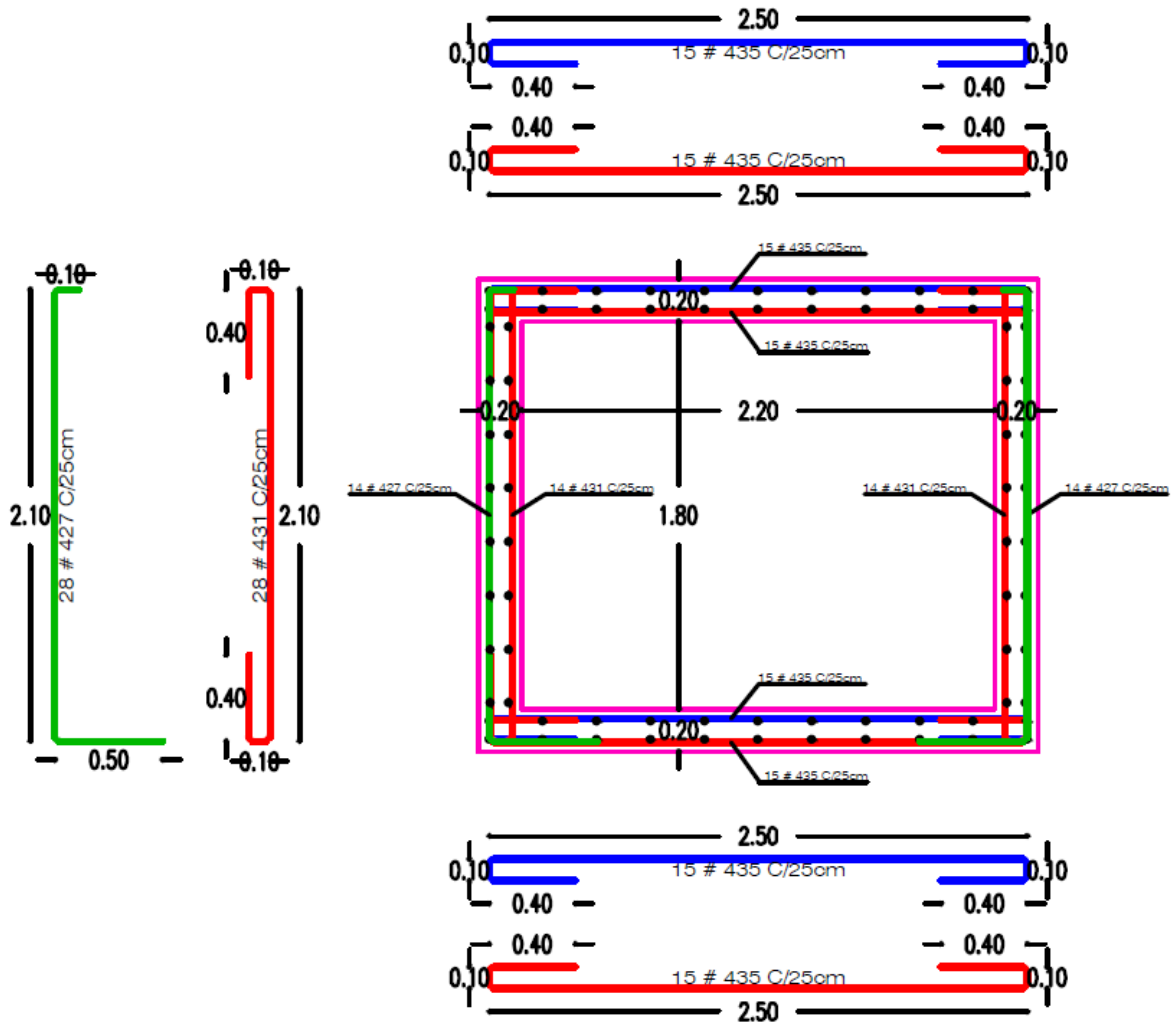 2.50
0.10 15 # 435 C/25cm 0.10
0.40 0.40
0.40 0.40
0.10 15 # 435 C/25cm 0.10
2.50
15 # 435 C/25cm
0.10 0.10
0.20
0.40
15 # 435 C/25cm
0.20 2.20 0.20
28 # 427 C/25cm
28 # 431 C/25cm
14 # 427 C/25cm 14 # 431 C/25cm 14 # 431 C/25cm 14 # 427 C/25cm
2.10 2.10 1.80
15 # 435 C/25cm
0.40
0.20
0.50 0.10
15 # 435 C/25cm
2.50
0.10 15 # 435 C/25cm 0.10
0.40 0.40
0.40 0.40
0.10 15 # 435 C/25cm 0.10
2.50